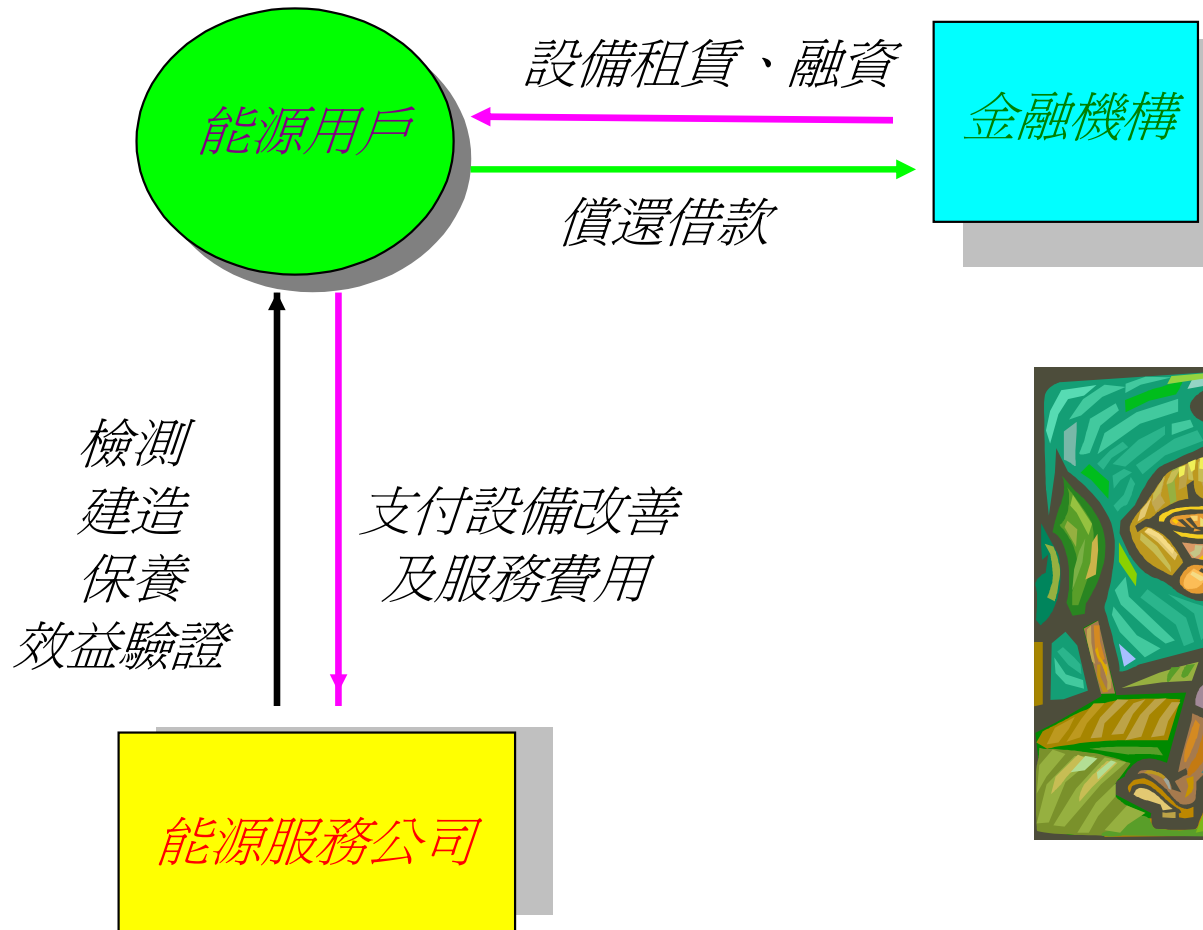 設備租賃、融資
能源用戶
金融機構
償還借款
檢測
建造
保養
效益驗證
支付設備改善
及服務費用
能源服務公司